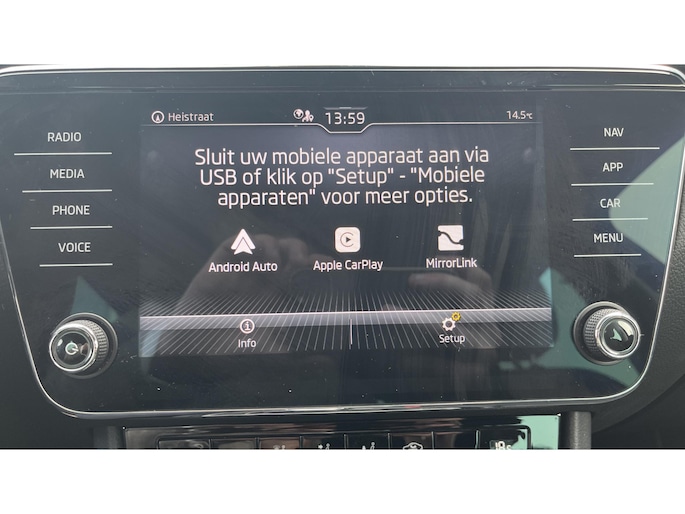 Heistraat
13:59
14.5°C
RADIO
MEDIA
PHONE
VOICE
Sluit uw mobiele apparaat aan via
USB of klik op "Setup" - "Mobiele
apparaten" voor meer opties.
Android Auto
Apple CarPlay
MirrorLink
Info
Setup
NAV
APP
CAR
MENU